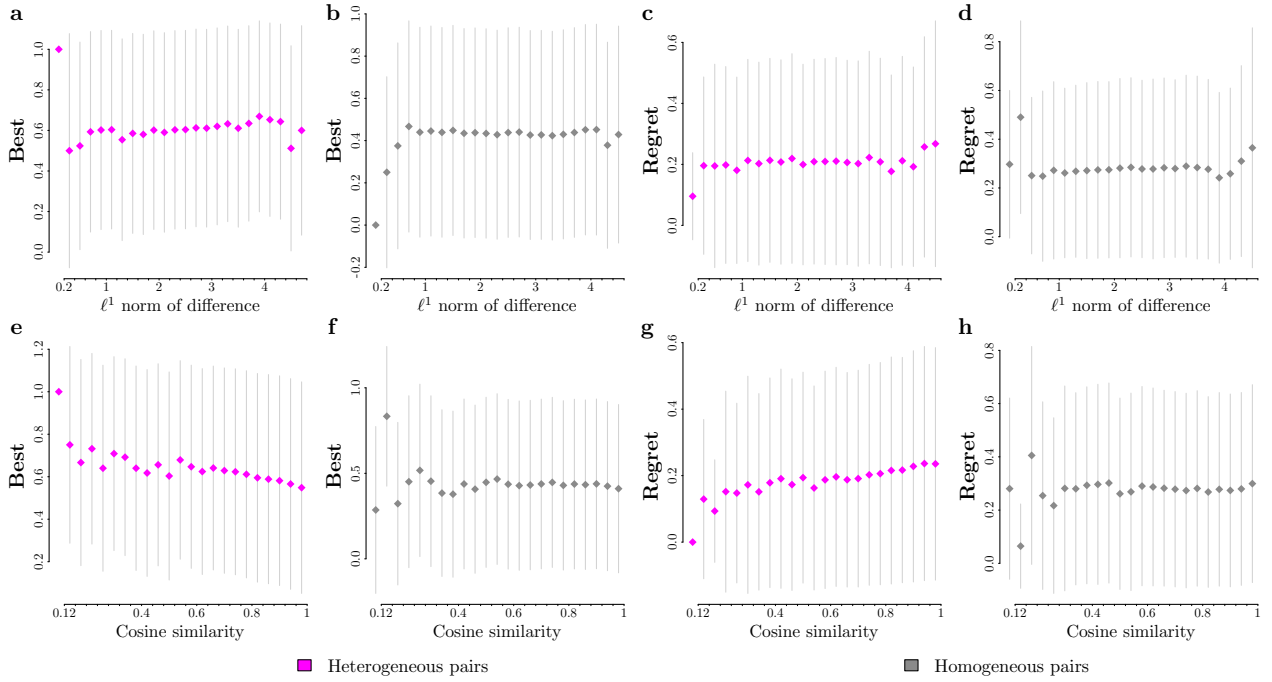 a
Best
0.0 0.2 0.4 0.6 0.8 1.0
0.2 1 2 3 4
ℓ¹ norm of difference
b
Best
-0.2 0.0 0.2 0.4 0.6 0.8 1.0
0.2 1 2 3 4
ℓ¹ norm of difference
c
Regret
0.0 0.2 0.4 0.6
0.2 1 2 3 4
ℓ¹ norm of difference
d
Regret
0.0 0.2 0.4 0.6 0.8
0.2 1 2 3 4
ℓ¹ norm of difference
e
Best
0.2 0.4 0.6 0.8 1.0 1.2
0.12 0.4 0.6 0.8 1
Cosine similarity
f
Best
0.0 0.5 1.0
0.12 0.4 0.6 0.8 1
Cosine similarity
g
Regret
0.0 0.2 0.4 0.6
0.12 0.4 0.6 0.8 1
Cosine similarity
h
Regret
0.0 0.2 0.4 0.6 0.8
0.12 0.4 0.6 0.8 1
Cosine similarity
Heterogeneous pairs
Homogeneous pairs